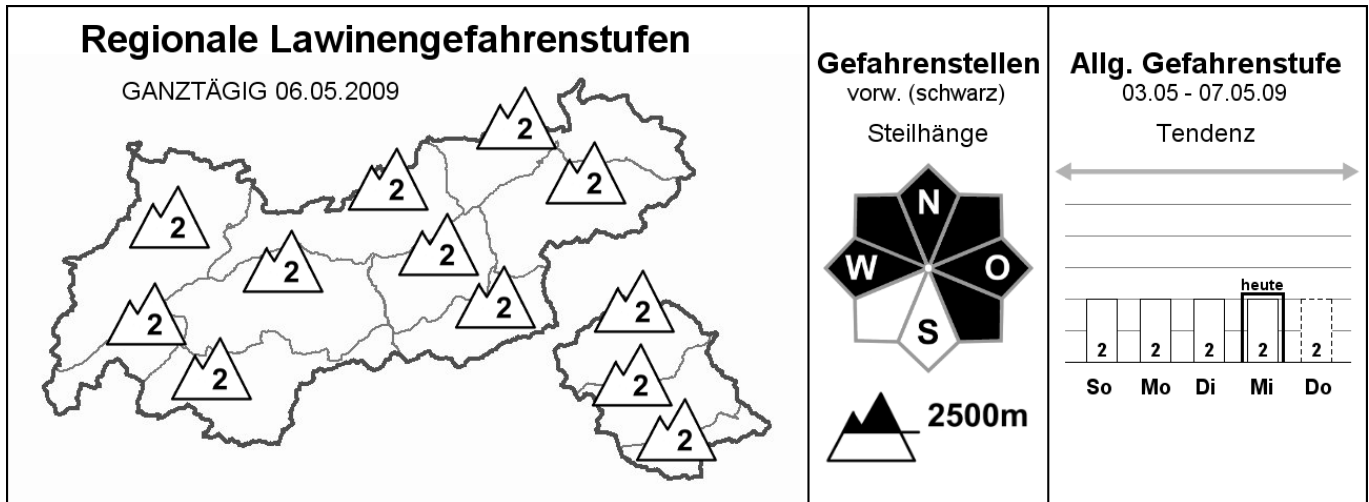 Regionale Lawinengefahrenstufen
GANZTÄGIG 06.05.2009
2
2
2
2
2
2
2
2
2
2
2
2
2
Gefahrenstellen
vorw. (schwarz)
Steilhänge
N
W
O
S
2500m
Allg. Gefahrenstufe
03.05 - 07.05.09
Tendenz
heute
2 2 2 2 2
So Mo Di Mi Do